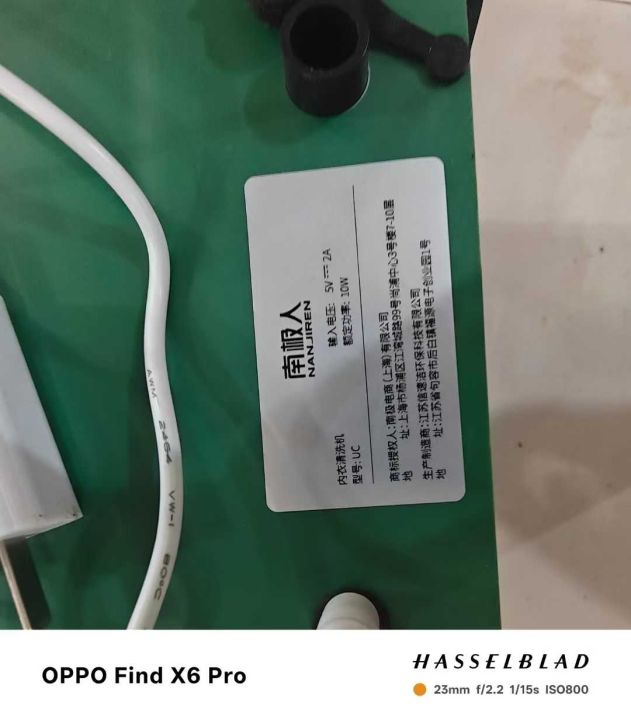 南极人
NANJIREN
内衣清洗机
型号: UC
输入电压: 5V⎓2A
额定功率: 10W
商标授权人:南极电商(上海)有限公司
地 址:上海市杨浦区江湾城路99号尚浦中心3号楼7-10层
生产制造商:江苏信速洁环保科技有限公司
地 址:江苏省句容市后白镇福源电子创业园1号
AWM 2464 VW-1 80°C
OPPO Find X6 Pro
HASSELBLAD
23mm f/2.2 1/15s ISO800